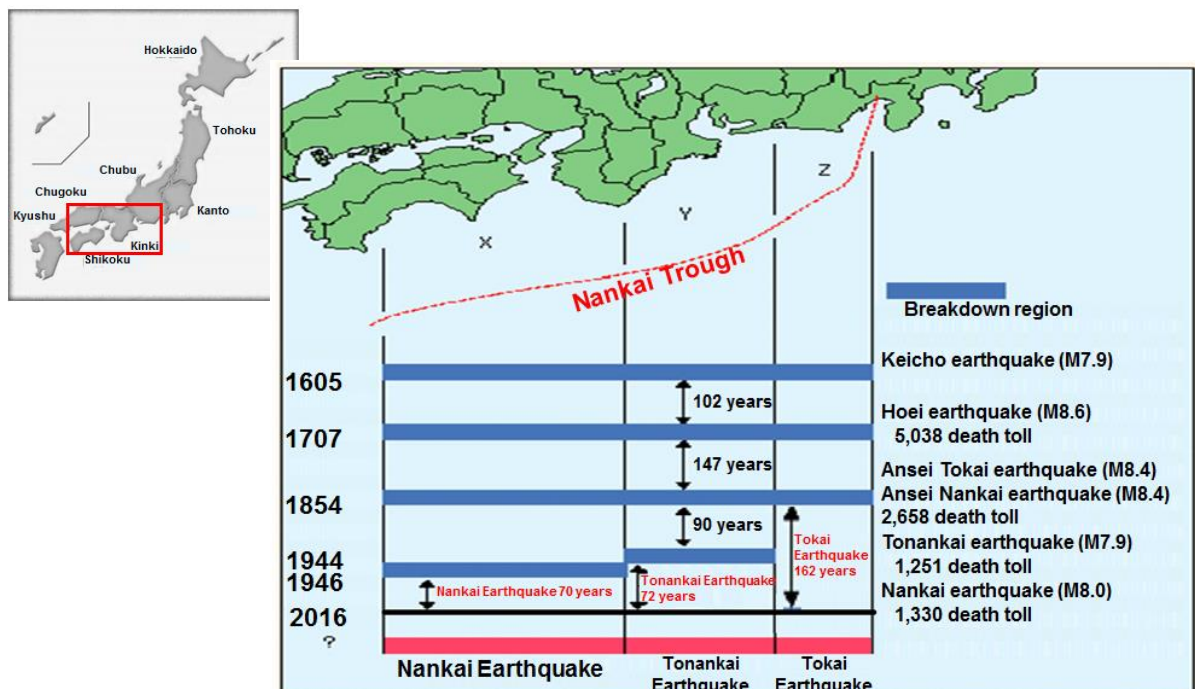 Hokkaido
Tohoku
Chubu
Chugoku
Kyushu
Kanto
Kinki
Shikoku
X
Y
Z
Nankai Trough
Breakdown region
1605
Keicho earthquake (M7.9)
102 years
1707
Hoei earthquake (M8.6)
5,038 death toll
147 years
1854
Ansei Tokai earthquake (M8.4)
Ansei Nankai earthquake (M8.4)
2,658 death toll
90 years
Tokai
Earthquake
162 years
1944
Tonankai earthquake (M7.9)
1,251 death toll
1946
Nankai Earthquake 70 years
Tonankai Earthquake
72 years
Nankai earthquake (M8.0)
1,330 death toll
2016
?
Nankai Earthquake
Tonankai
Earthquake
Tokai
Earthquake